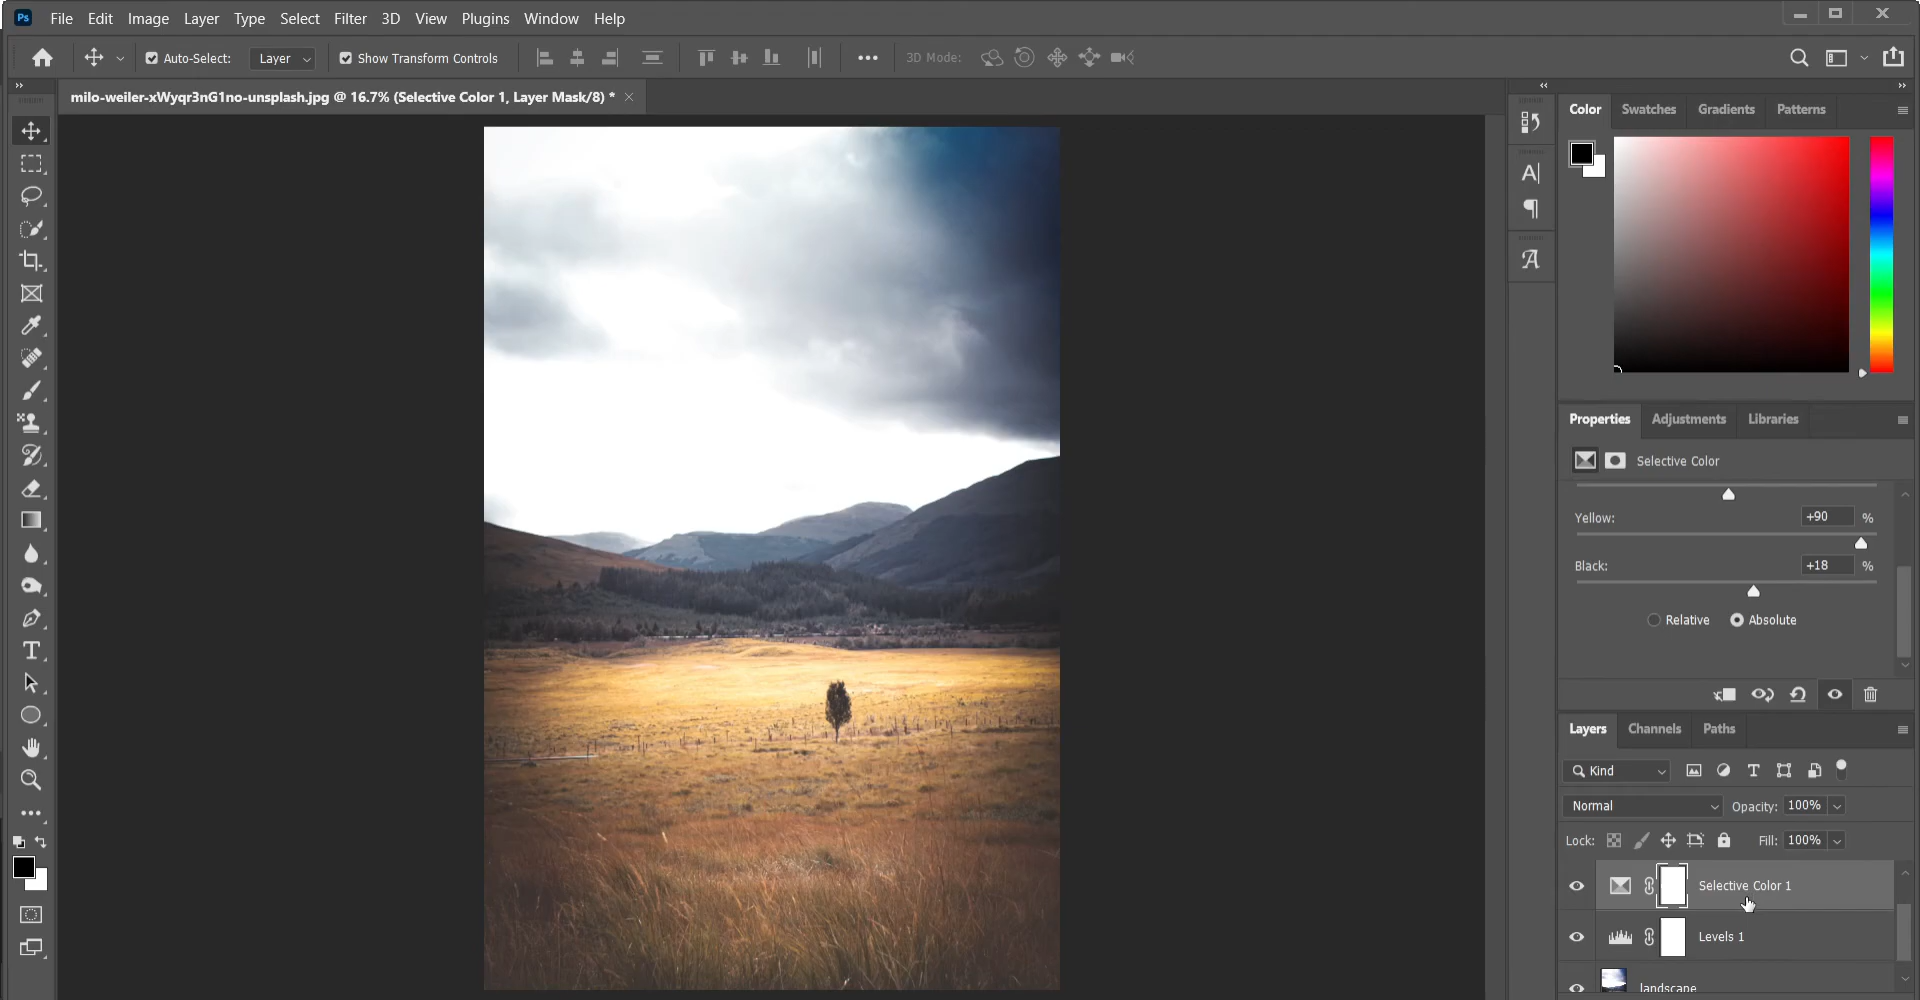 Ps File Edit Image Layer Type Select Filter 3D View Plugins Window Help
Auto-Select: Layer Show Transform Controls 3D Mode:
milo-weiler-xWyqr3nG1no-unsplash.jpg @ 16.7% (Selective Color 1, Layer Mask/8) *
Color Swatches Gradients Patterns
Properties Adjustments Libraries
Selective Color
Yellow: +90 %
Black: +18 %
Relative Absolute
Layers Channels Paths
Kind
Normal Opacity: 100%
Lock: Fill: 100%
Selective Color 1
Levels 1
landscape